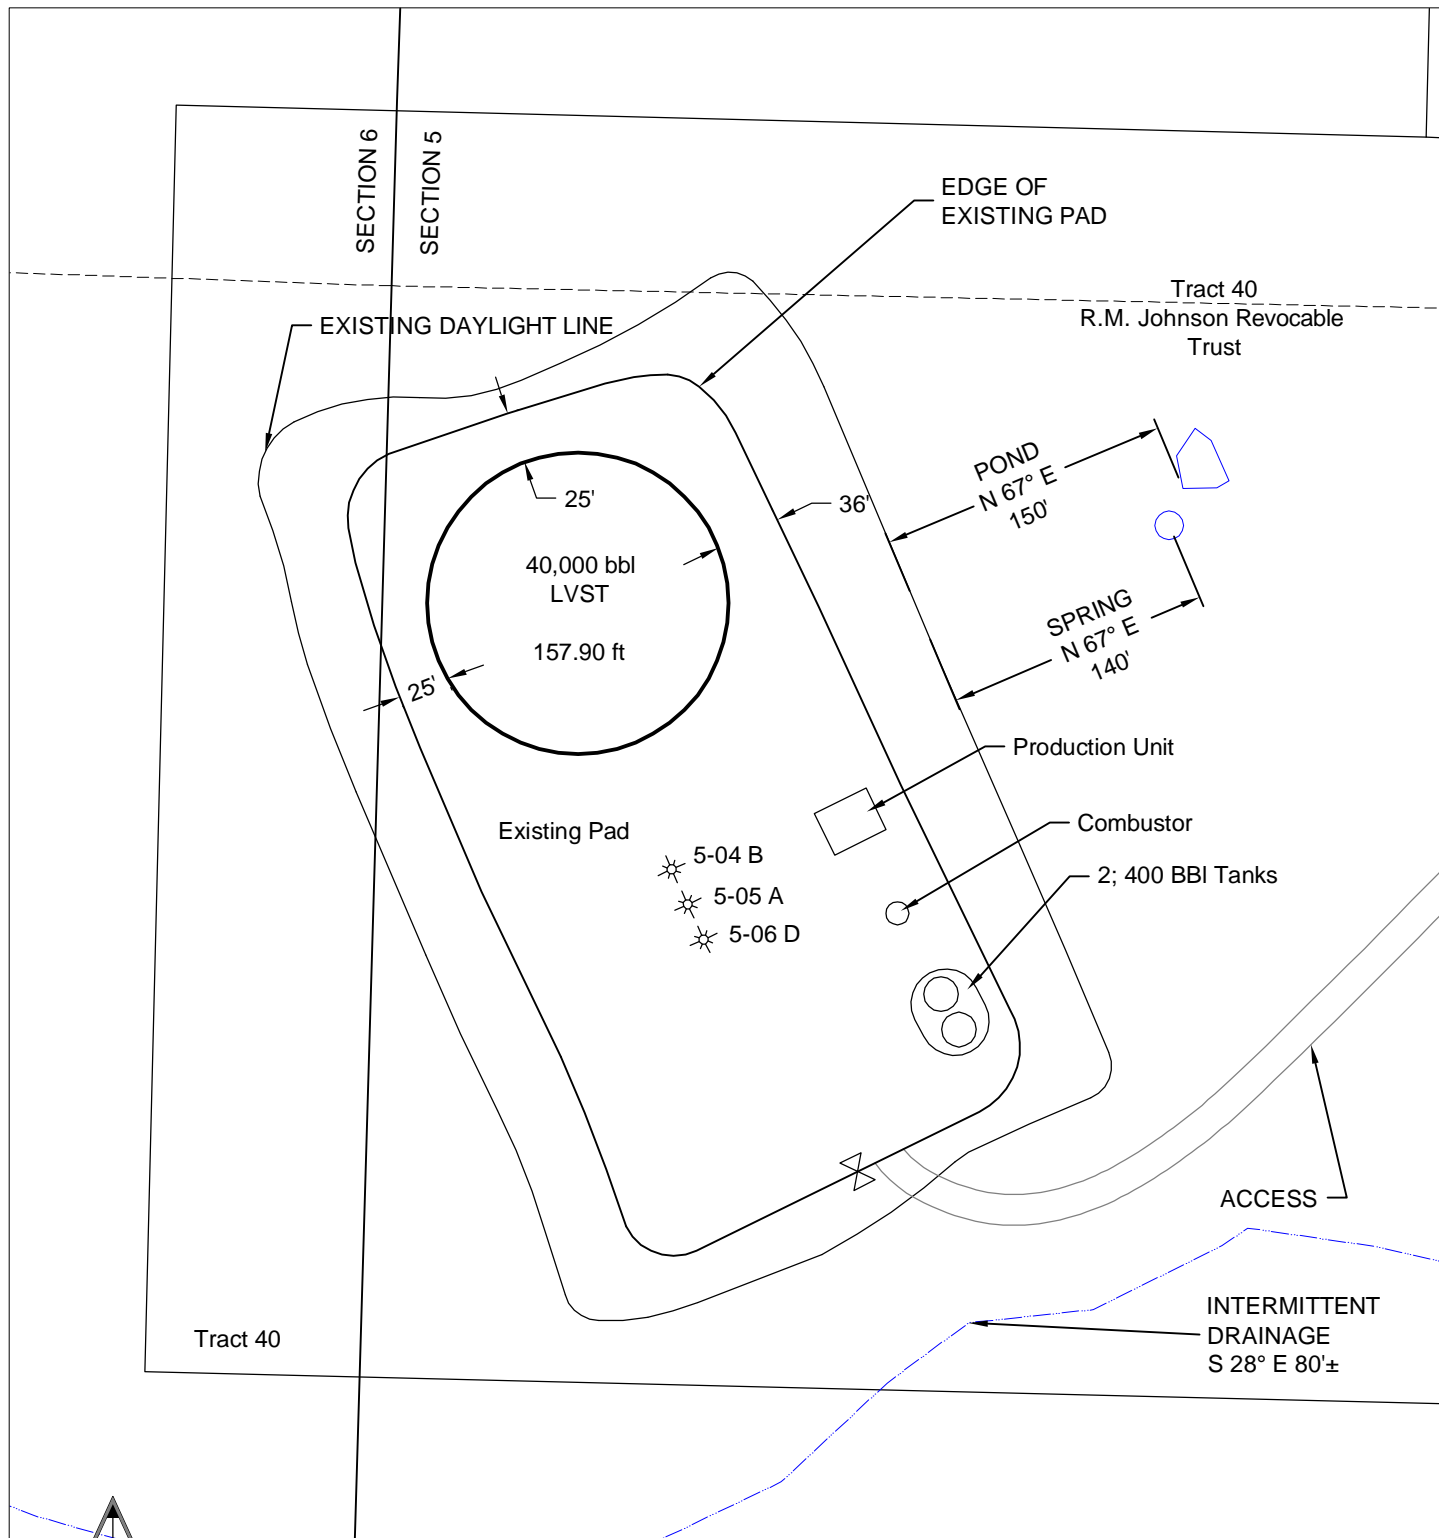 SECTION 6
SECTION 5
EDGE OF
EXISTING PAD
Tract 40
R.M. Johnson Revocable
Trust
EXISTING DAYLIGHT LINE
POND
N 67° E
150'
25'
36'
40,000 bbl
LVST
157.90 ft
25'
SPRING
N 67° E
140'
Production Unit
Existing Pad
Combustor
5-04 B
2; 400 BBl Tanks
5-05 A
5-06 D
ACCESS
INTERMITTENT
DRAINAGE
S 28° E 80'±
Tract 40